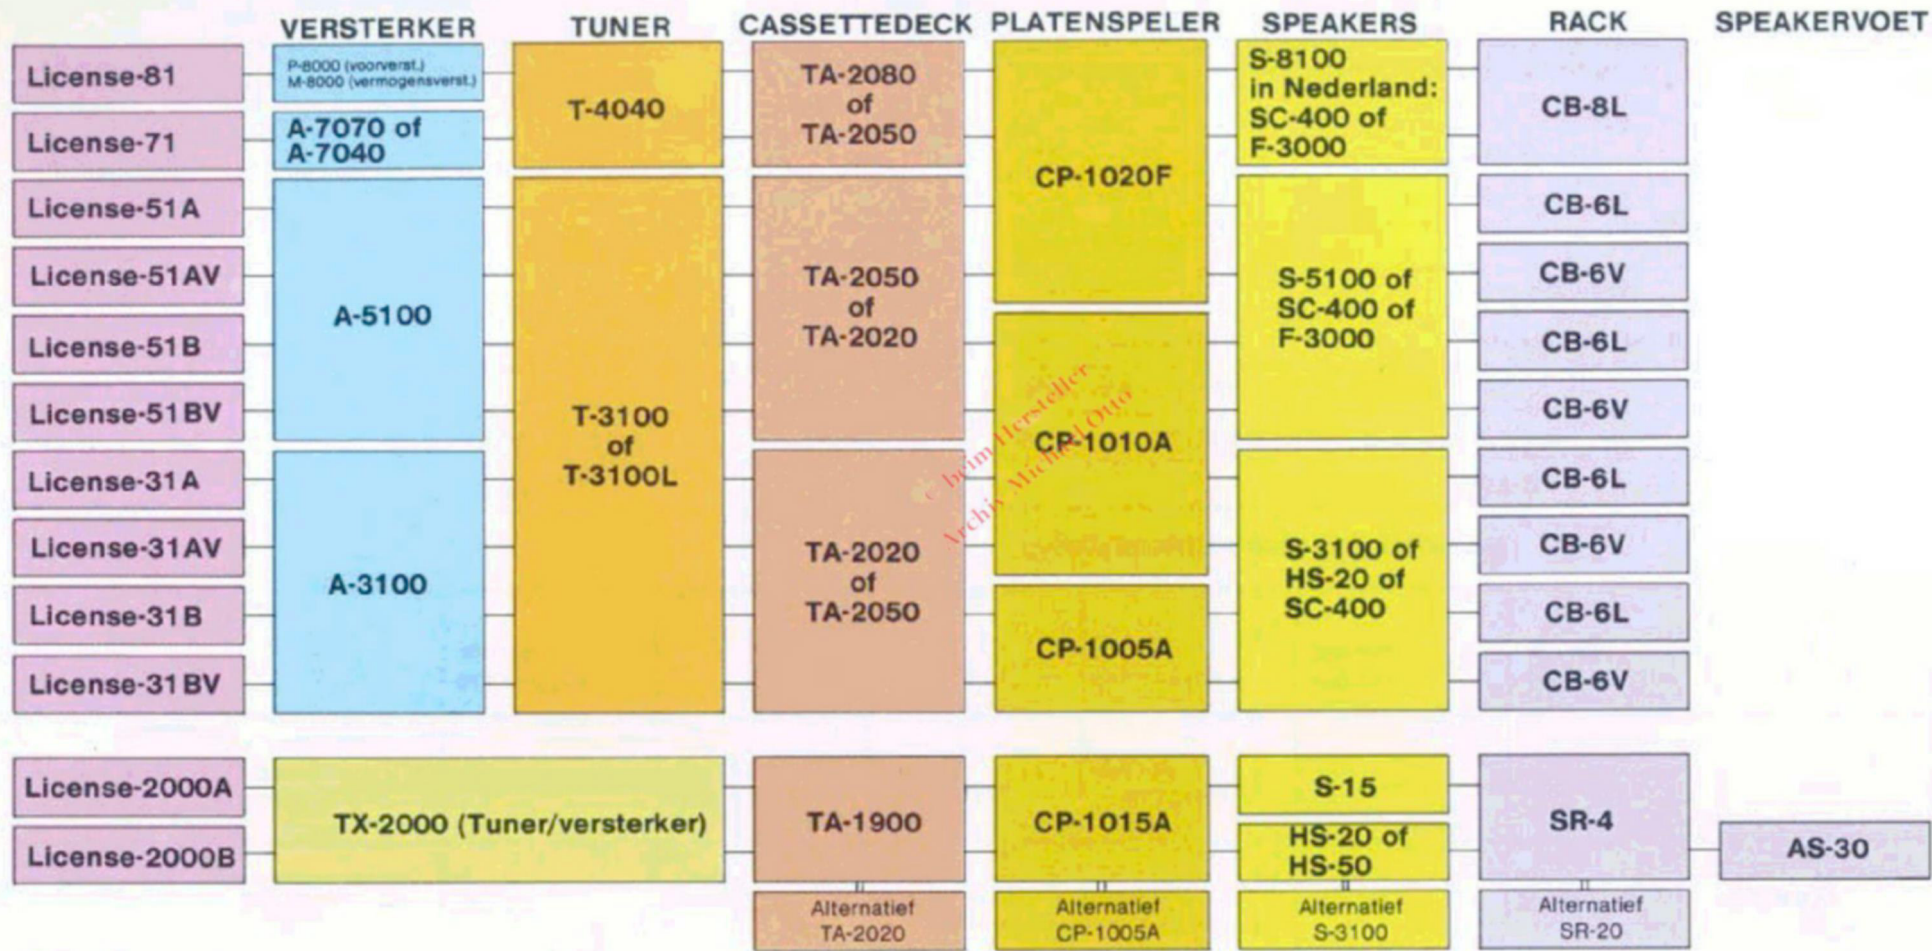 VERSTERKER TUNER CASSETTEDECK PLATENSPELER SPEAKERS RACK SPEAKERVOET
License-81
License-71
License-51A
License-51AV
License-51B
License-51BV
License-31A
License-31AV
License-31B
License-31BV
P-8000 (voorverst.)
M-8000 (vermogensverst.)
A-7070 of
A-7040
A-5100
A-3100
T-4040
T-3100
of
T-3100L
TA-2080
of
TA-2050
TA-2050
of
TA-2020
TA-2020
of
TA-2050
CP-1020F
CP-1010A
CP-1005A
S-8100
in Nederland:
SC-400 of
F-3000
S-5100 of
SC-400 of
F-3000
S-3100 of
HS-20 of
SC-400
CB-8L
CB-6L
CB-6V
CB-6L
CB-6V
CB-6L
CB-6V
CB-6L
CB-6V
© beim Hersteller
Archiv Michael Otto
License-2000A
License-2000B
TX-2000 (Tuner/versterker)
TA-1900
CP-1015A
S-15
HS-20 of
HS-50
SR-4
AS-30
Alternatief
TA-2020
Alternatief
CP-1005A
Alternatief
S-3100
Alternatief
SR-20